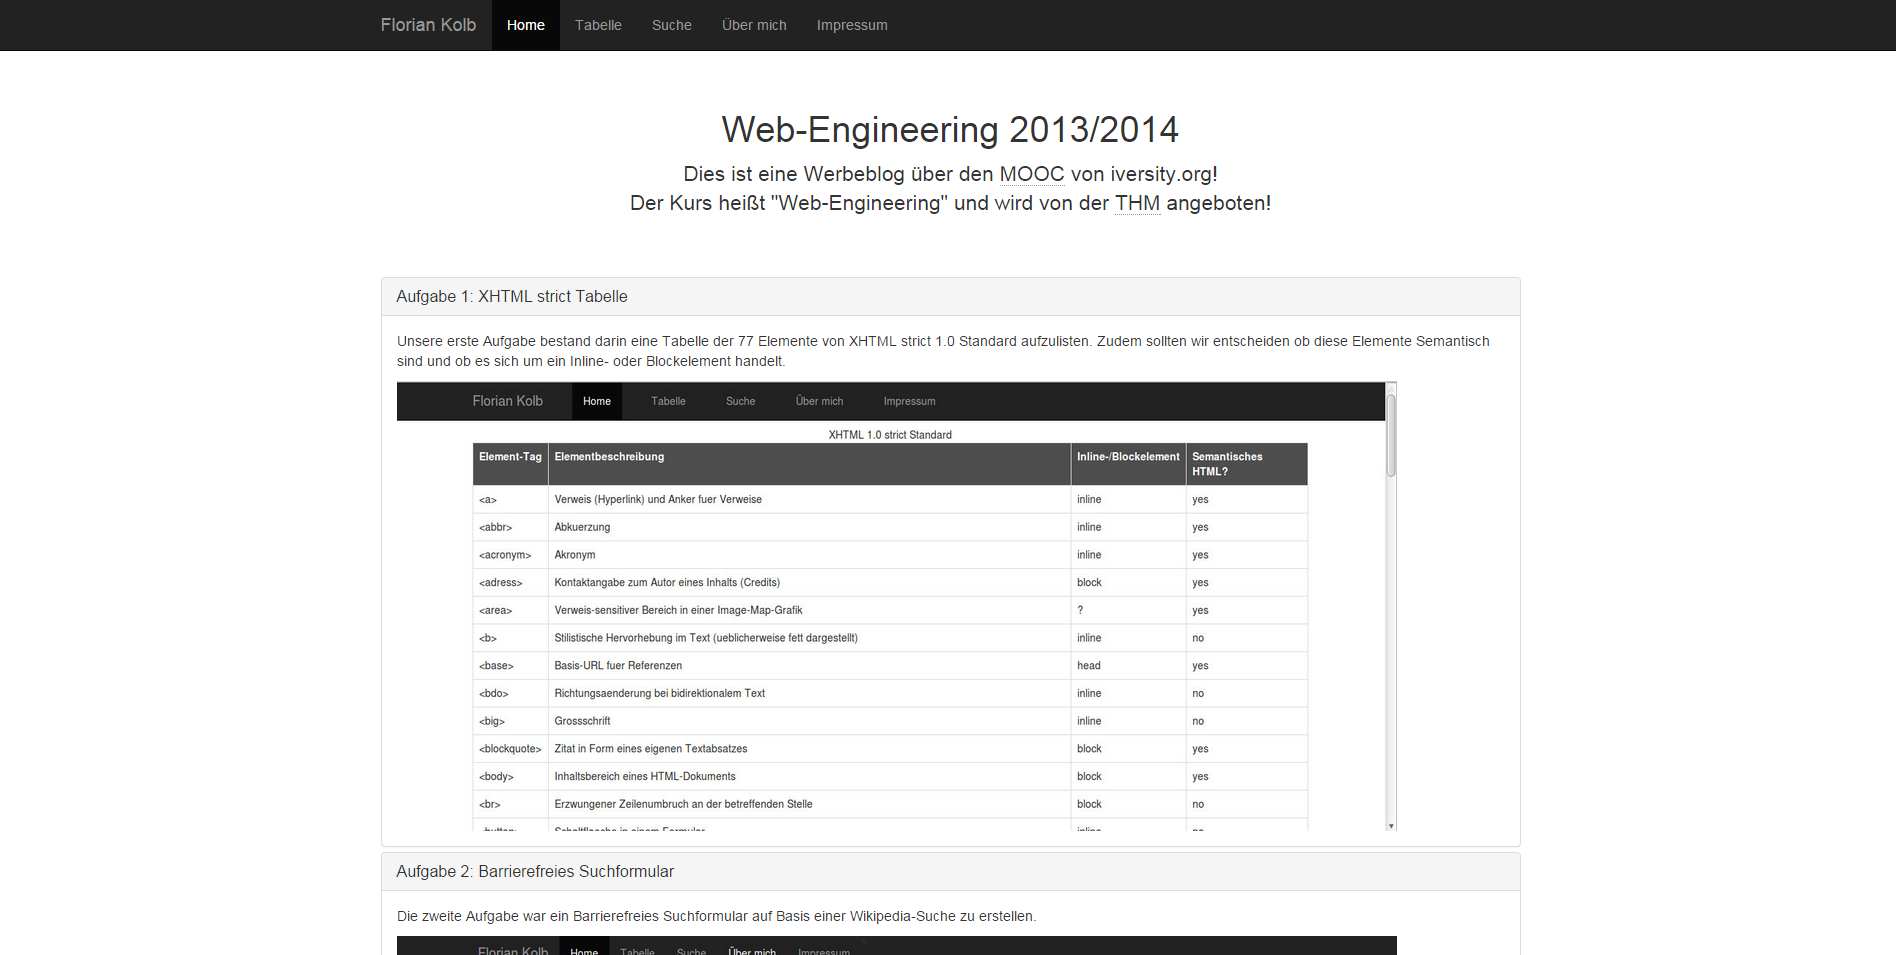 Florian Kolb Home Tabelle Suche Über mich Impressum
Web-Engineering 2013/2014
Dies ist eine Werbeblog über den MOOC von iversity.org!
Der Kurs heißt "Web-Engineering" und wird von der THM angeboten!
Aufgabe 1: XHTML strict Tabelle
Unsere erste Aufgabe bestand darin eine Tabelle der 77 Elemente von XHTML strict 1.0 Standard aufzulisten. Zudem sollten wir entscheiden ob diese Elemente Semantisch
sind und ob es sich um ein Inline- oder Blockelement handelt.
Florian Kolb Home Tabelle Suche Über mich Impressum
XHTML 1.0 strict Standard
Element-Tag Elementbeschreibung Inline-/Blockelement Semantisches
HTML?
<a> Verweis (Hyperlink) und Anker fuer Verweise inline yes
<abbr> Abkuerzung inline yes
<acronym> Akronym inline yes
<adress> Kontaktangabe zum Autor eines Inhalts (Credits) block yes
<area> Verweis-sensitiver Bereich in einer Image-Map-Grafik ? yes
<b> Stilistische Hervorhebung im Text (ueblicherweise fett dargestellt) inline no
<base> Basis-URL fuer Referenzen head yes
<bdo> Richtungsaenderung bei bidirektionalem Text inline no
<big> Grossschrift inline no
<blockquote> Zitat in Form eines eigenen Textabsatzes block yes
<body> Inhaltsbereich eines HTML-Dokuments block yes
<br> Erzwungener Zeilenumbruch an der betreffenden Stelle block no
<button> Schaltflaeche in einem Formular inline no
Aufgabe 2: Barrierefreies Suchformular
Die zweite Aufgabe war ein Barrierefreies Suchformular auf Basis einer Wikipedia-Suche zu erstellen.
Florian Kolb Home Tabelle Suche Über mich Impressum